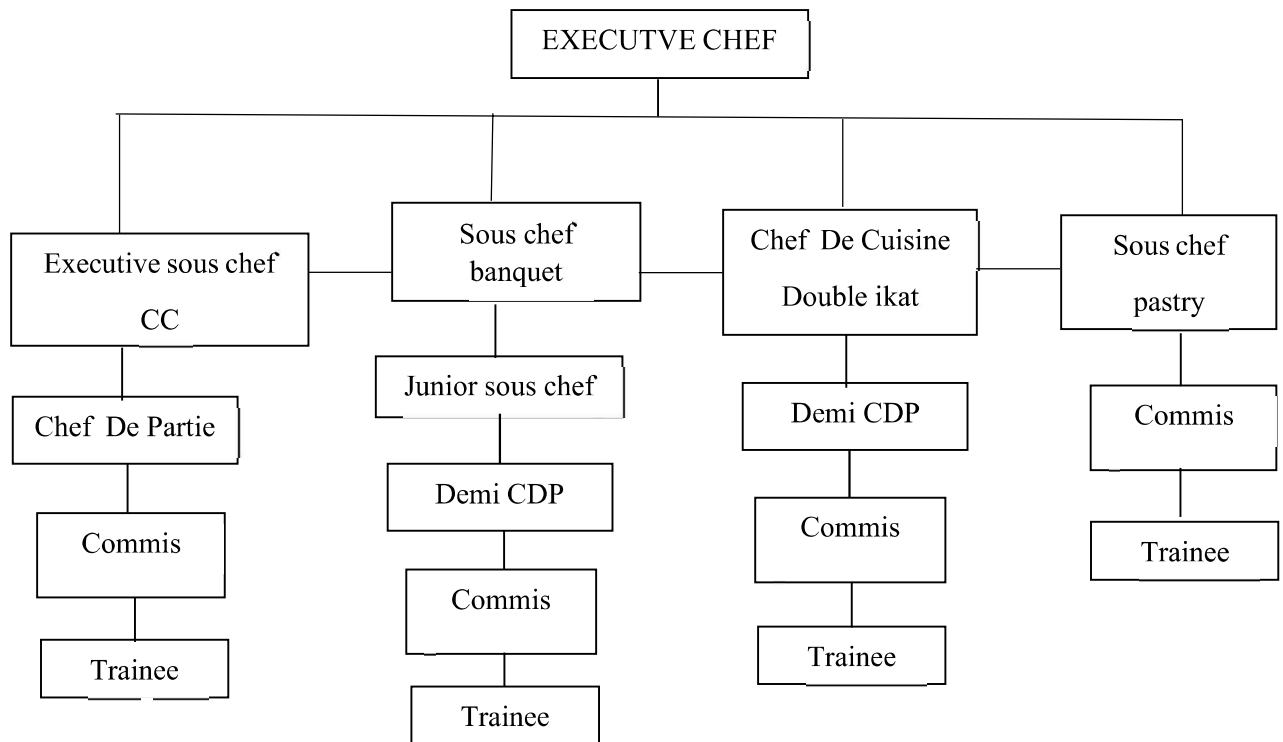 EXECUTVE CHEF
Executive sous chef
CC
Chef De Partie
Commis
Trainee
Sous chef
banquet
Junior sous chef
Demi CDP
Commis
Trainee
Chef De Cuisine
Double ikat
Demi CDP
Commis
Trainee
Sous chef
pastry
Commis
Trainee